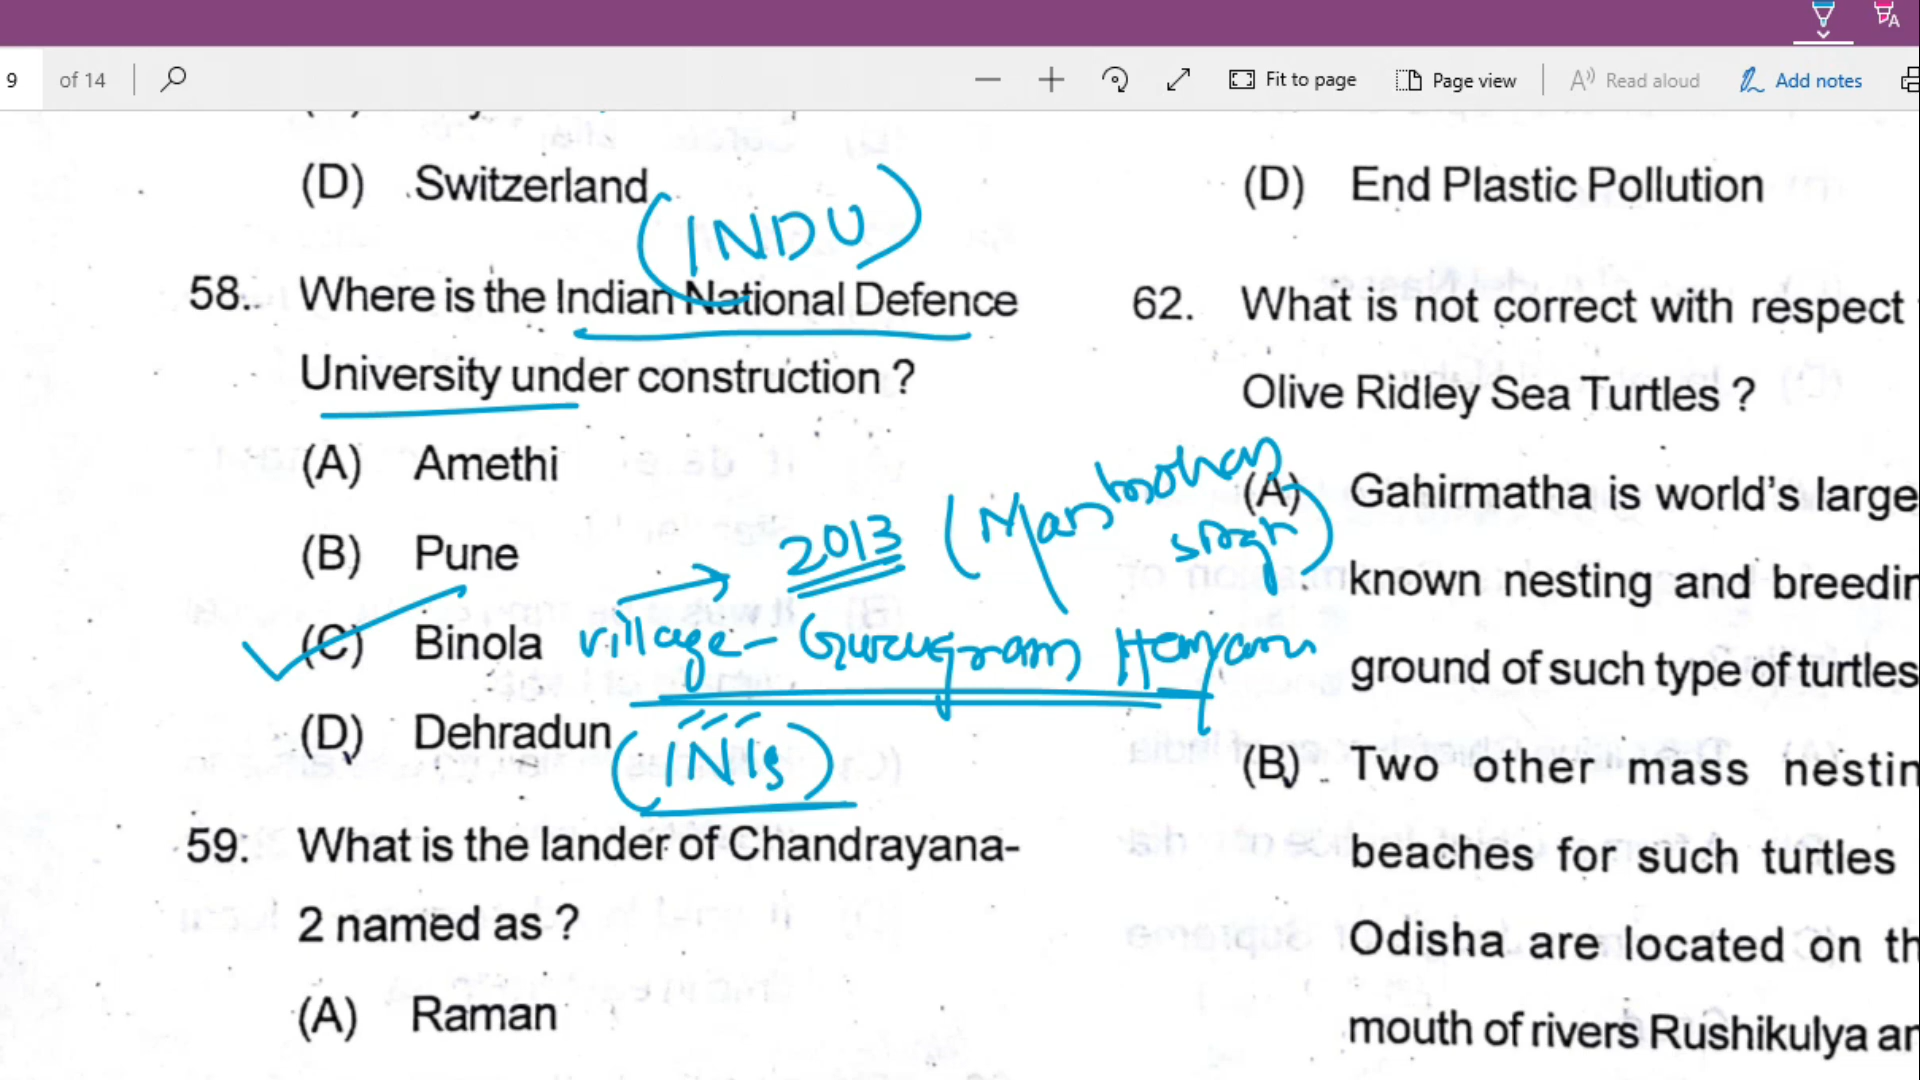 9 of 14
Fit to page
Page view
Read aloud
Add notes
(D) Switzerland
(INDU)
58. Where is the Indian National Defence
University under construction ?
(A) Amethi
(B) Pune
2013 (Manmohan
singh)
(C) Binola village - Gurugram Haryana
(D) Dehradun
(INIS)
59. What is the lander of Chandrayana-
2 named as ?
(A) Raman
(D) End Plastic Pollution
62. What is not correct with respect
Olive Ridley Sea Turtles ?
(A) Gahirmatha is world's large
known nesting and breedin
ground of such type of turtles
(B) Two other mass nestin
beaches for such turtles
Odisha are located on th
mouth of rivers Rushikulya an